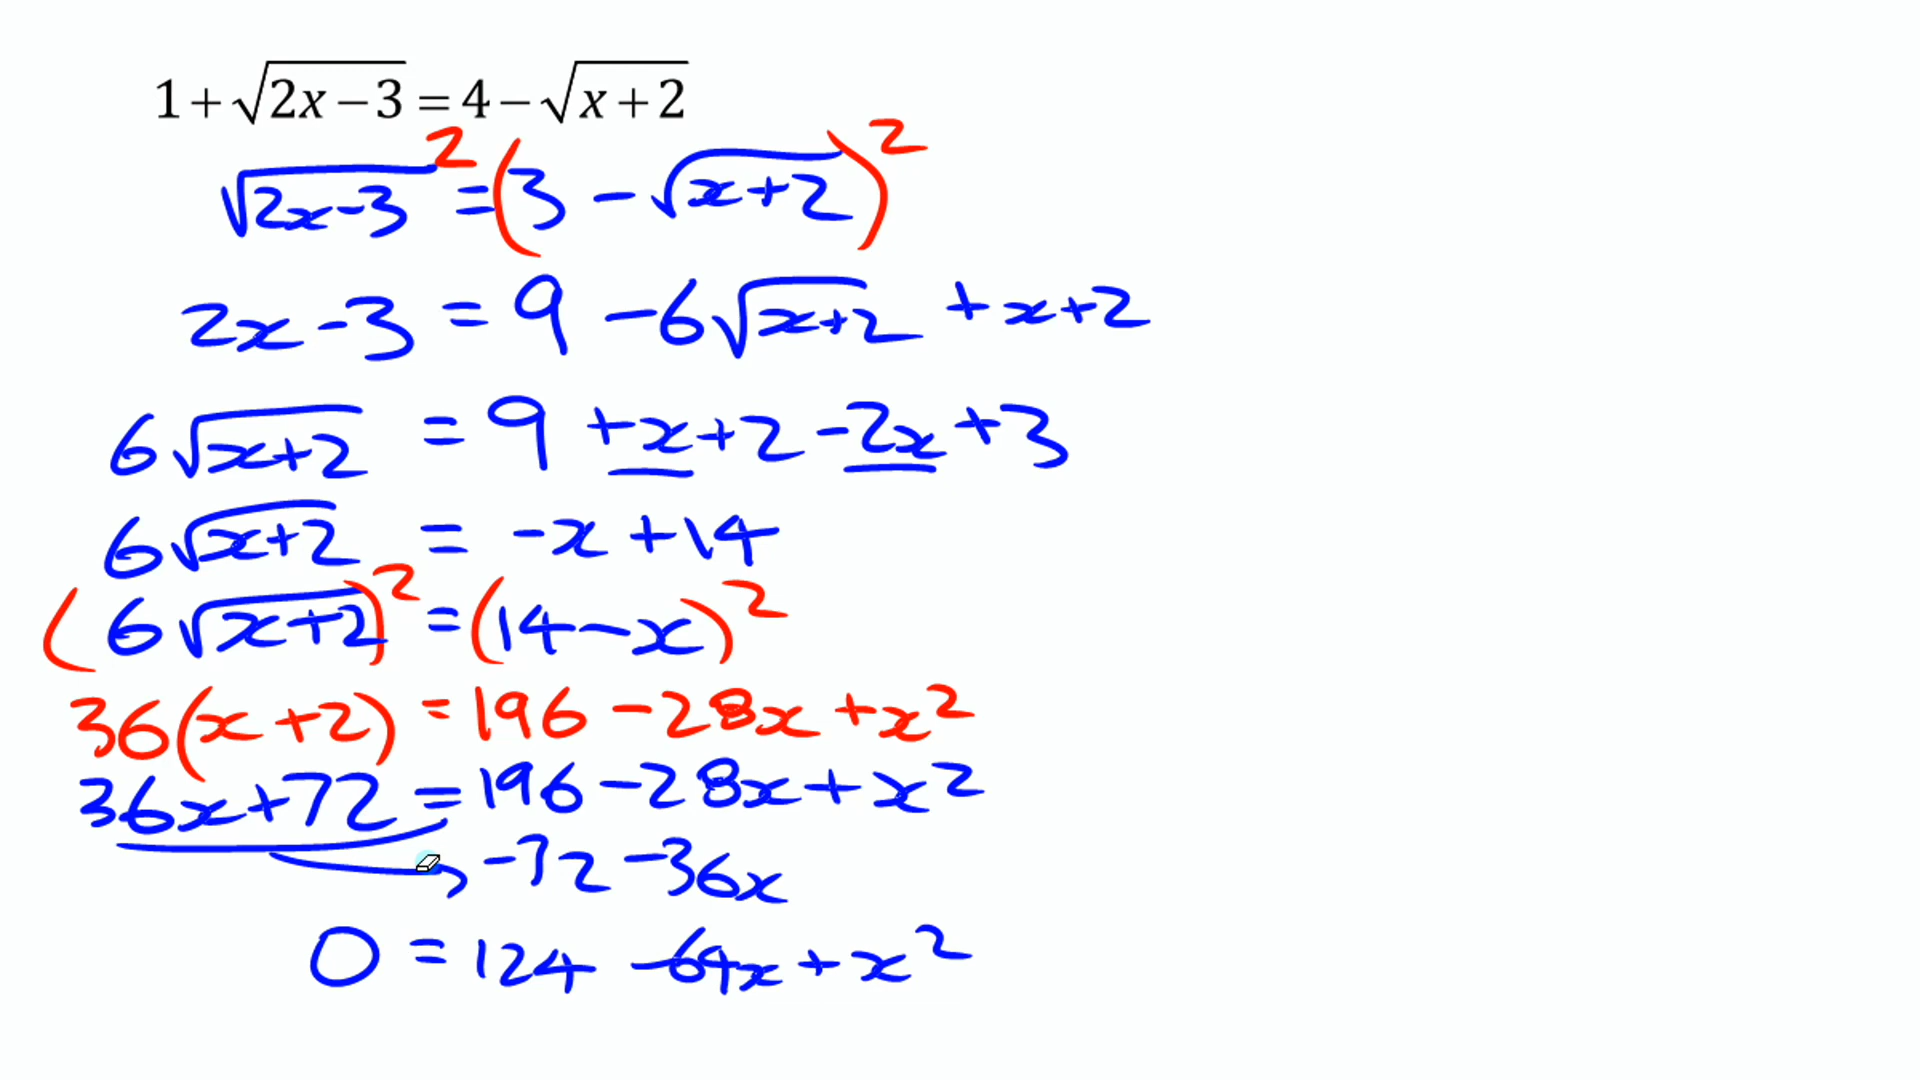 1+√(2x−3) = 4−√(x+2)
√(2x-3)² = (3 - √(x+2))²
2x-3 = 9 -6√(x+2) +x+2
6√(x+2) = 9 +x+2-2x+3
6√(x+2) = -x+14
(6√(x+2))² = (14-x)²
36(x+2) = 196-28x+x²
36x+72 = 196-28x+x²
-72 -36x
0 = 124 -64x+x²